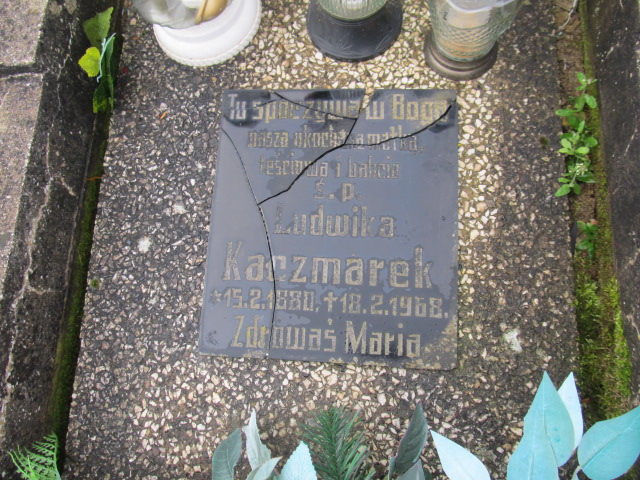 Tu spoczywa w Bogu
nasza ukochana matka,
teściowa i babcia
ś. p.
Ludwika
Kaczmarek
*15.2.1880, †18.2.1968.
Zdrowaś Maria